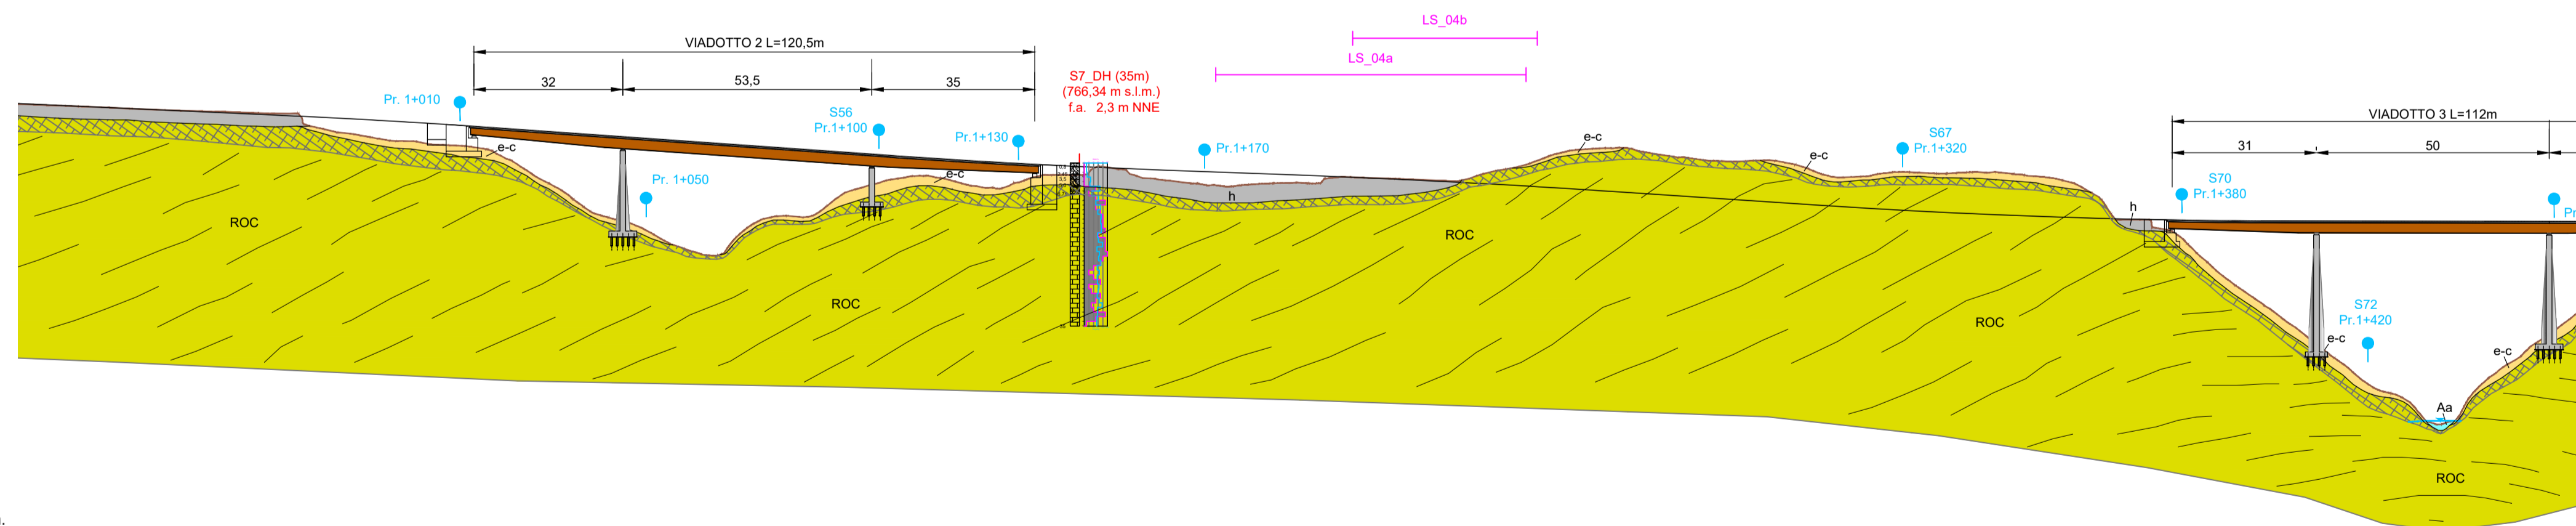 LS_04b
VIADOTTO 2 L=120,5m
LS_04a
S7_DH (35m)
(766,34 m s.l.m.)
f.a. 2,3 m NNE
32
53,5
35
Pr. 1+010
S56
Pr.1+100
Pr.1+130
Pr.1+170
VIADOTTO 3 L=112m
S67
Pr.1+320
31
50
e-c
e-c
e-c
e-c
Pr. 1+050
S70
Pr.1+380
h
h
ROC
ROC
ROC
ROC
S72
Pr.1+420
e-c
e-c
Aa
ROC